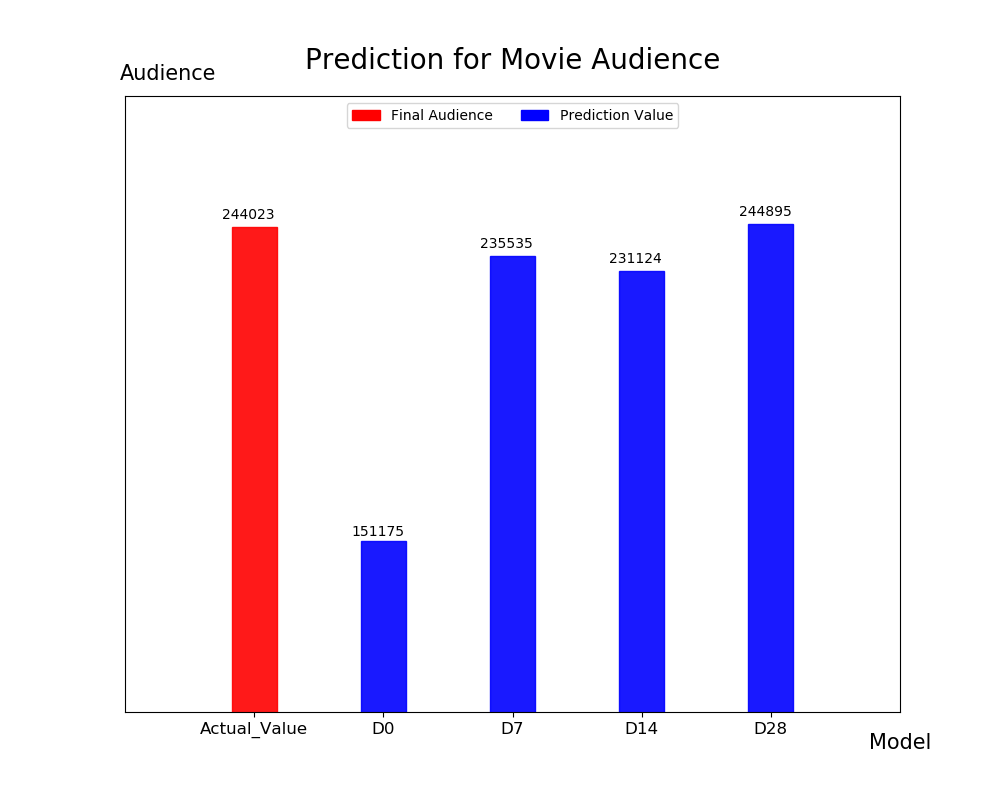 Prediction for Movie Audience
Audience
Final Audience
Prediction Value
244023
151175
235535
231124
244895
Actual_Value
D0
D7
D14
D28
Model